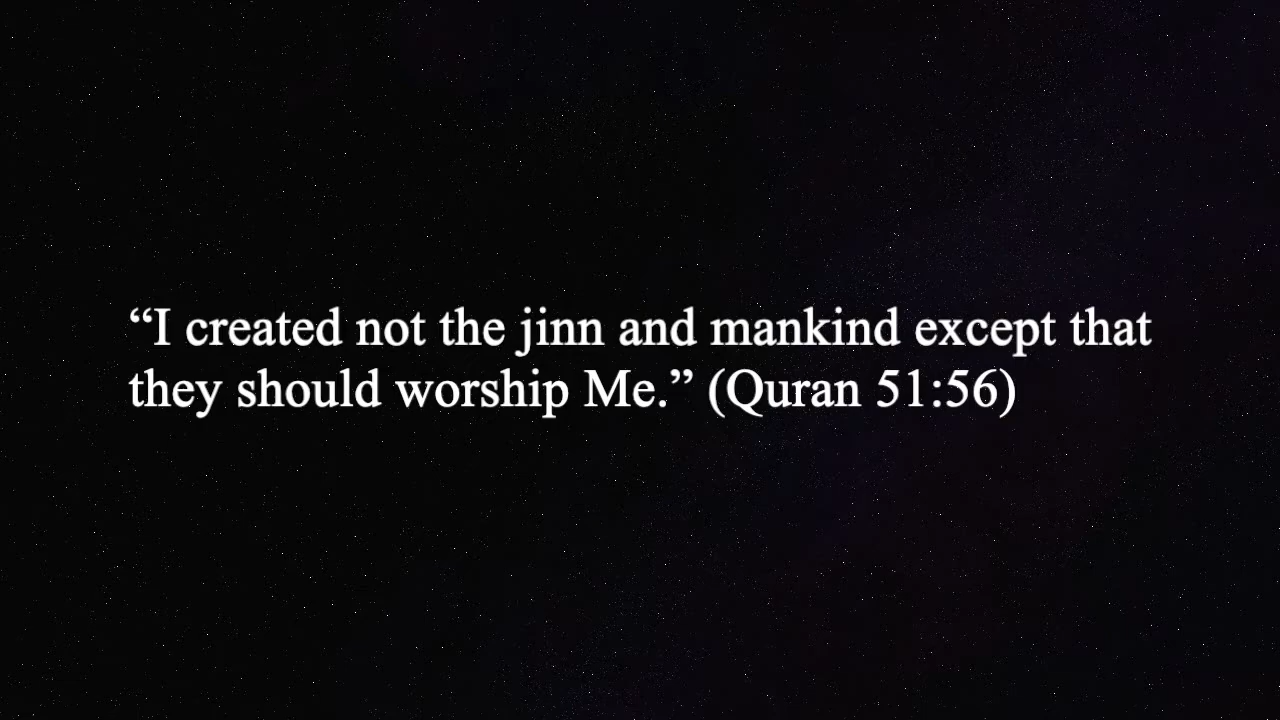 “I created not the jinn and mankind except that
they should worship Me.” (Quran 51:56)